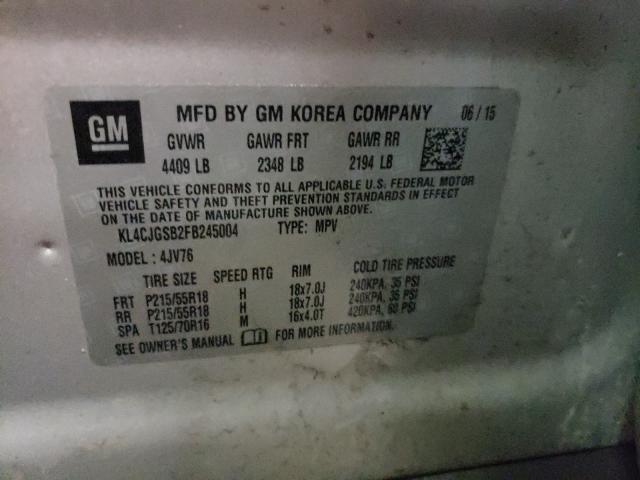 GM MFD BY GM KOREA COMPANY 06 / 15
GVWR GAWR FRT GAWR RR
4409 LB 2348 LB 2194 LB
THIS VEHICLE CONFORMS TO ALL APPLICABLE U.S. FEDERAL MOTOR
VEHICLE SAFETY AND THEFT PREVENTION STANDARDS IN EFFECT
ON THE DATE OF MANUFACTURE SHOWN ABOVE.
KL4CJGSB2FB245004 TYPE: MPV
MODEL : 4JV76
TIRE SIZE SPEED RTG RIM COLD TIRE PRESSURE
FRT P215/55R18 H 18x7.0J 240KPA, 35 PSI
RR P215/55R18 H 18x7.0J 240KPA, 35 PSI
SPA T125/70R16 M 16x4.0T 420KPA, 60 PSI
SEE OWNER'S MANUAL FOR MORE INFORMATION.